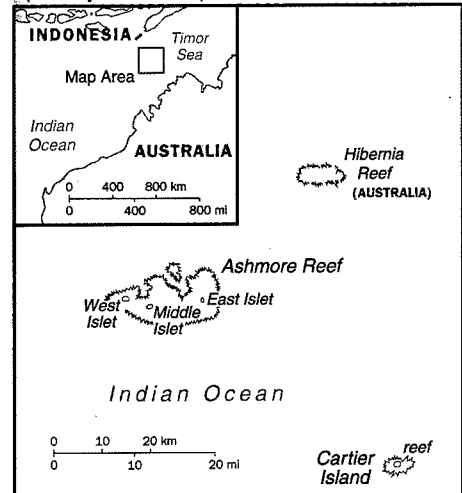 INDONESIA
Timor
Sea
Map Area
Indian
Ocean
AUSTRALIA
0 400 800 km
0 400 800 mi
Hibernia
Reef
(AUSTRALIA)
Ashmore Reef
West
Islet
Middle
Islet
East Islet
Indian Ocean
0 10 20 km
0 10 20 mi
reef
Cartier
Island